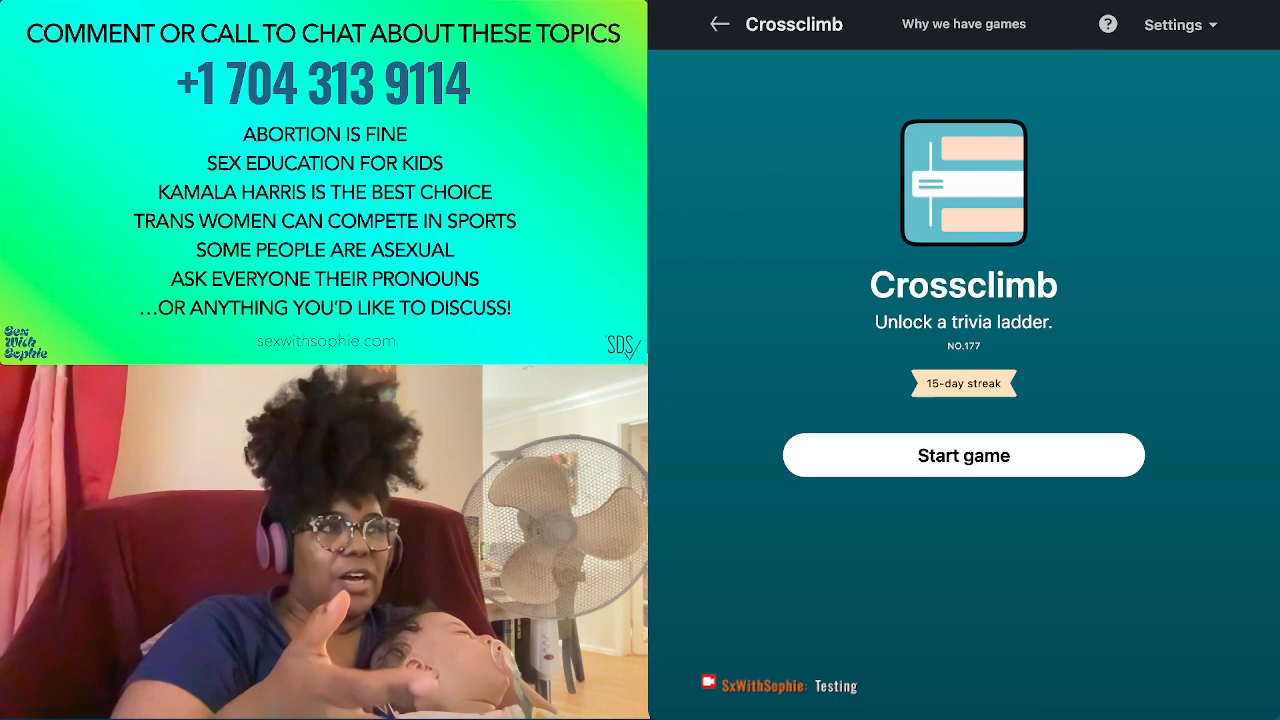 COMMENT OR CALL TO CHAT ABOUT THESE TOPICS
+1 704 313 9114
ABORTION IS FINE
SEX EDUCATION FOR KIDS
KAMALA HARRIS IS THE BEST CHOICE
TRANS WOMEN CAN COMPETE IN SPORTS
SOME PEOPLE ARE ASEXUAL
ASK EVERYONE THEIR PRONOUNS
...OR ANYTHING YOU'D LIKE TO DISCUSS!
sexwithsophie.com
Sex
With
Sophie
SDS
Crossclimb
Why we have games
Settings
Crossclimb
Unlock a trivia ladder.
NO.177
15-day streak
Start game
SxWithSophie: Testing